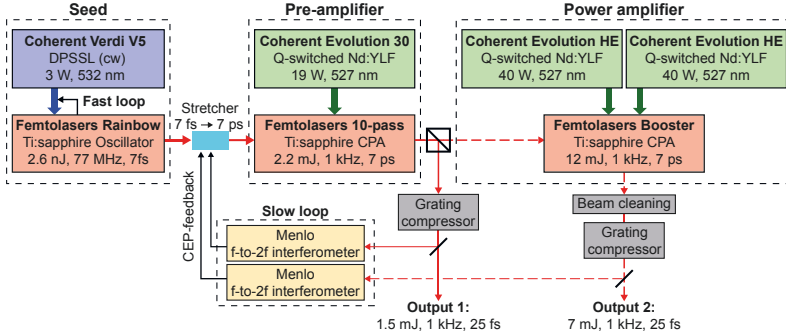 Seed
Pre-amplifier
Power amplifier
Coherent Verdi V5
DPSSL (cw)
3 W, 532 nm
Coherent Evolution 30
Q-switched Nd:YLF
19 W, 527 nm
Coherent Evolution HE
Q-switched Nd:YLF
40 W, 527 nm
Coherent Evolution HE
Q-switched Nd:YLF
40 W, 527 nm
Fast loop
Stretcher
7 fs → 7 ps
Femtolasers Rainbow
Ti:sapphire Oscillator
2.6 nJ, 77 MHz, 7fs
Femtolasers 10-pass
Ti:sapphire CPA
2.2 mJ, 1 kHz, 7 ps
Femtolasers Booster
Ti:sapphire CPA
12 mJ, 1 kHz, 7 ps
CEP-feedback
Slow loop
Menlo
f-to-2f interferometer
Menlo
f-to-2f interferometer
Grating
compressor
Beam cleaning
Grating
compressor
Output 1:
1.5 mJ, 1 kHz, 25 fs
Output 2:
7 mJ, 1 kHz, 25 fs